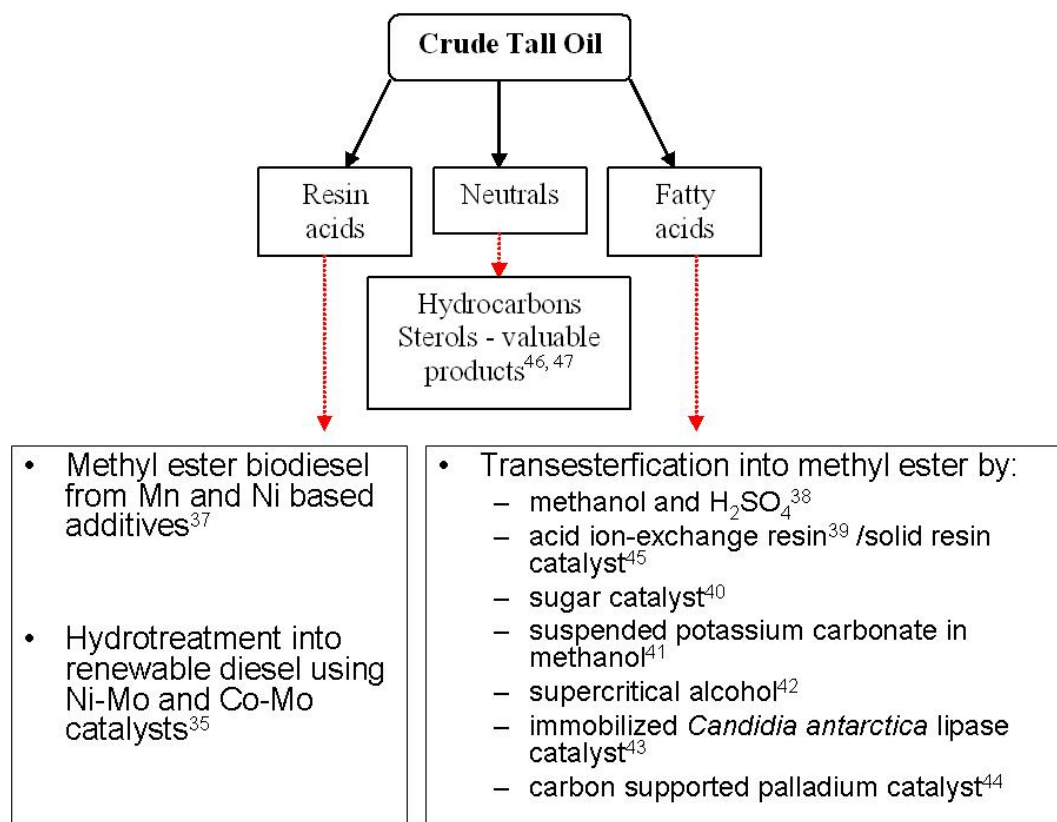 Crude Tall Oil
Resin
acids
Neutrals
Fatty
acids
Hydrocarbons
Sterols - valuable
products46, 47
• Methyl ester biodiesel
from Mn and Ni based
additives37
• Hydrotreatment into
renewable diesel using
Ni-Mo and Co-Mo
catalysts35
• Transesterfication into methyl ester by:
– methanol and H2SO438
– acid ion-exchange resin39 /solid resin
catalyst45
– sugar catalyst40
– suspended potassium carbonate in
methanol41
– supercritical alcohol42
– immobilized Candidia antarctica lipase
catalyst43
– carbon supported palladium catalyst44